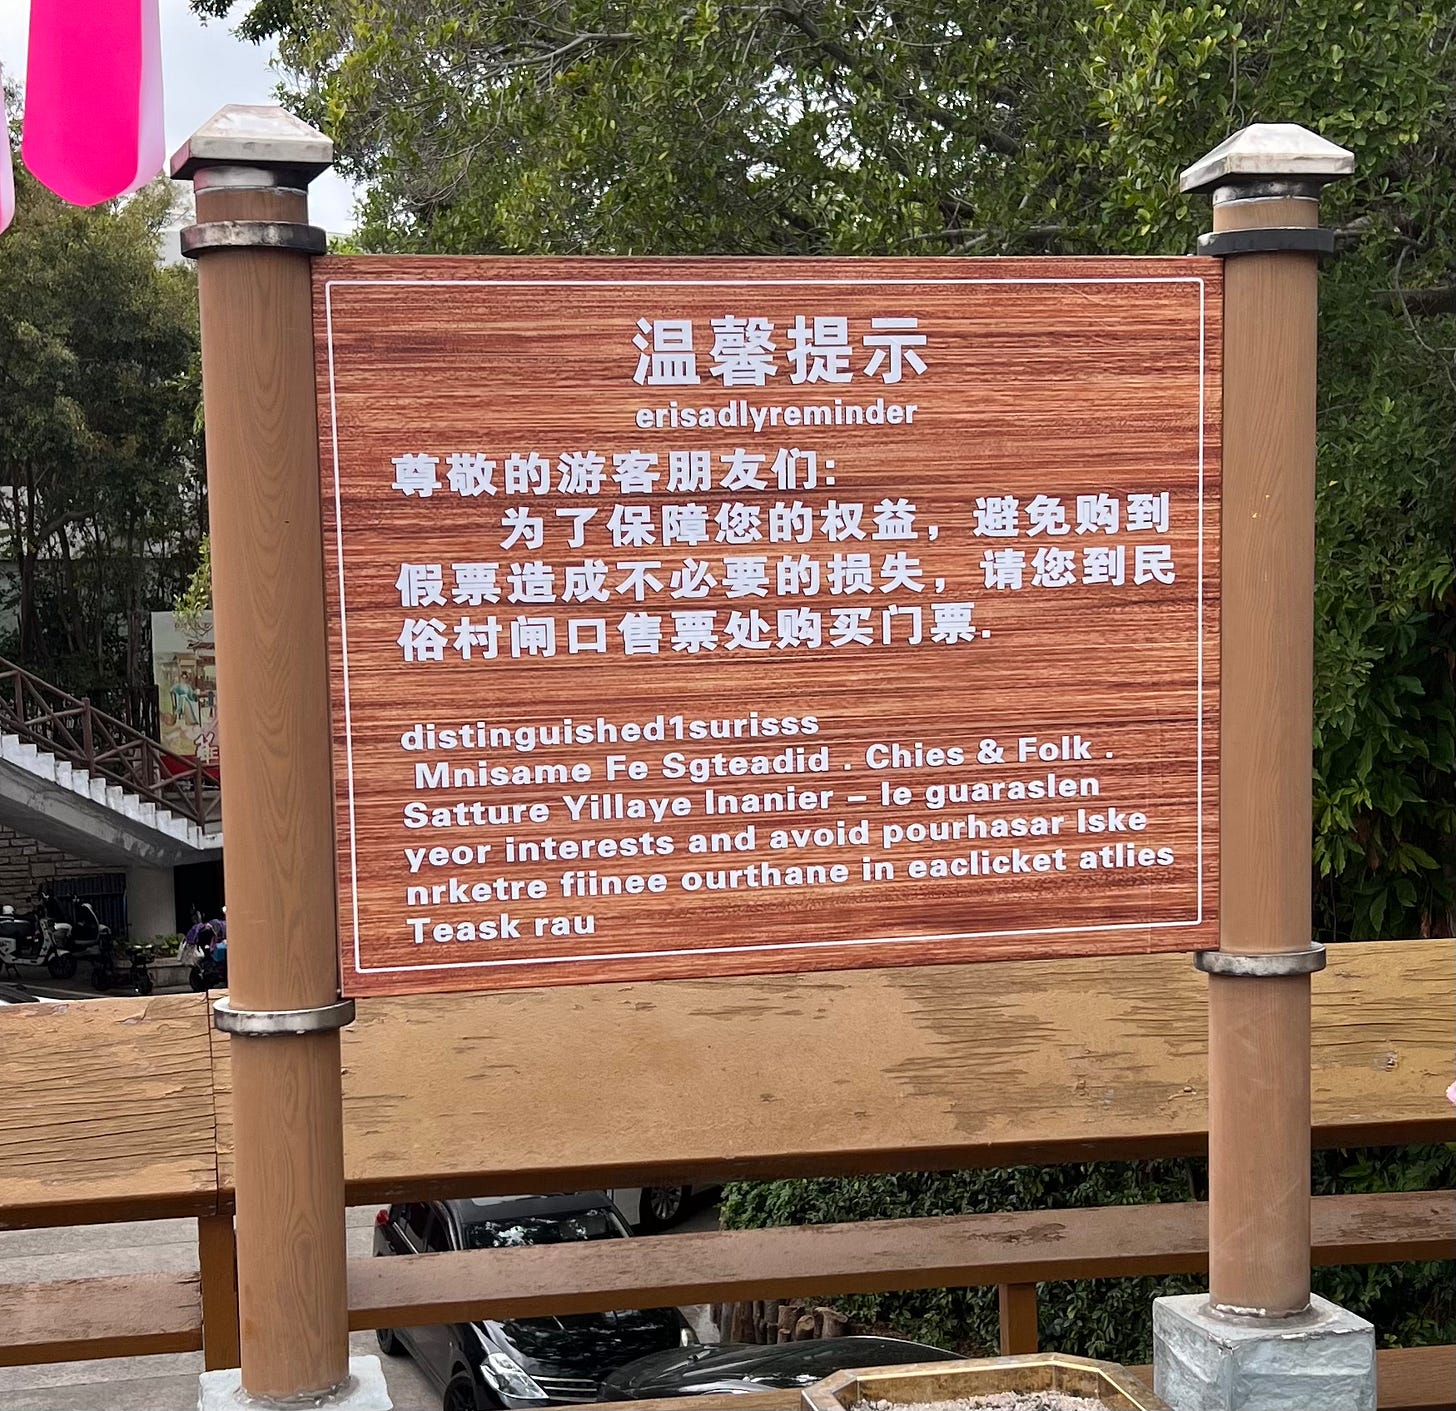 温馨提示
erisadlyreminder
尊敬的游客朋友们:
为了保障您的权益，避免购到
假票造成不必要的损失，请您到民
俗村闸口售票处购买门票.
distinguished1surisss
Mnisame Fe Sgteadid . Chies & Folk .
Satture Yillaye Inanier – le guaraslen
yeor interests and avoid pourhasar lske
nrketre fiinee ourthane in eaclicket atlies
Teask rau